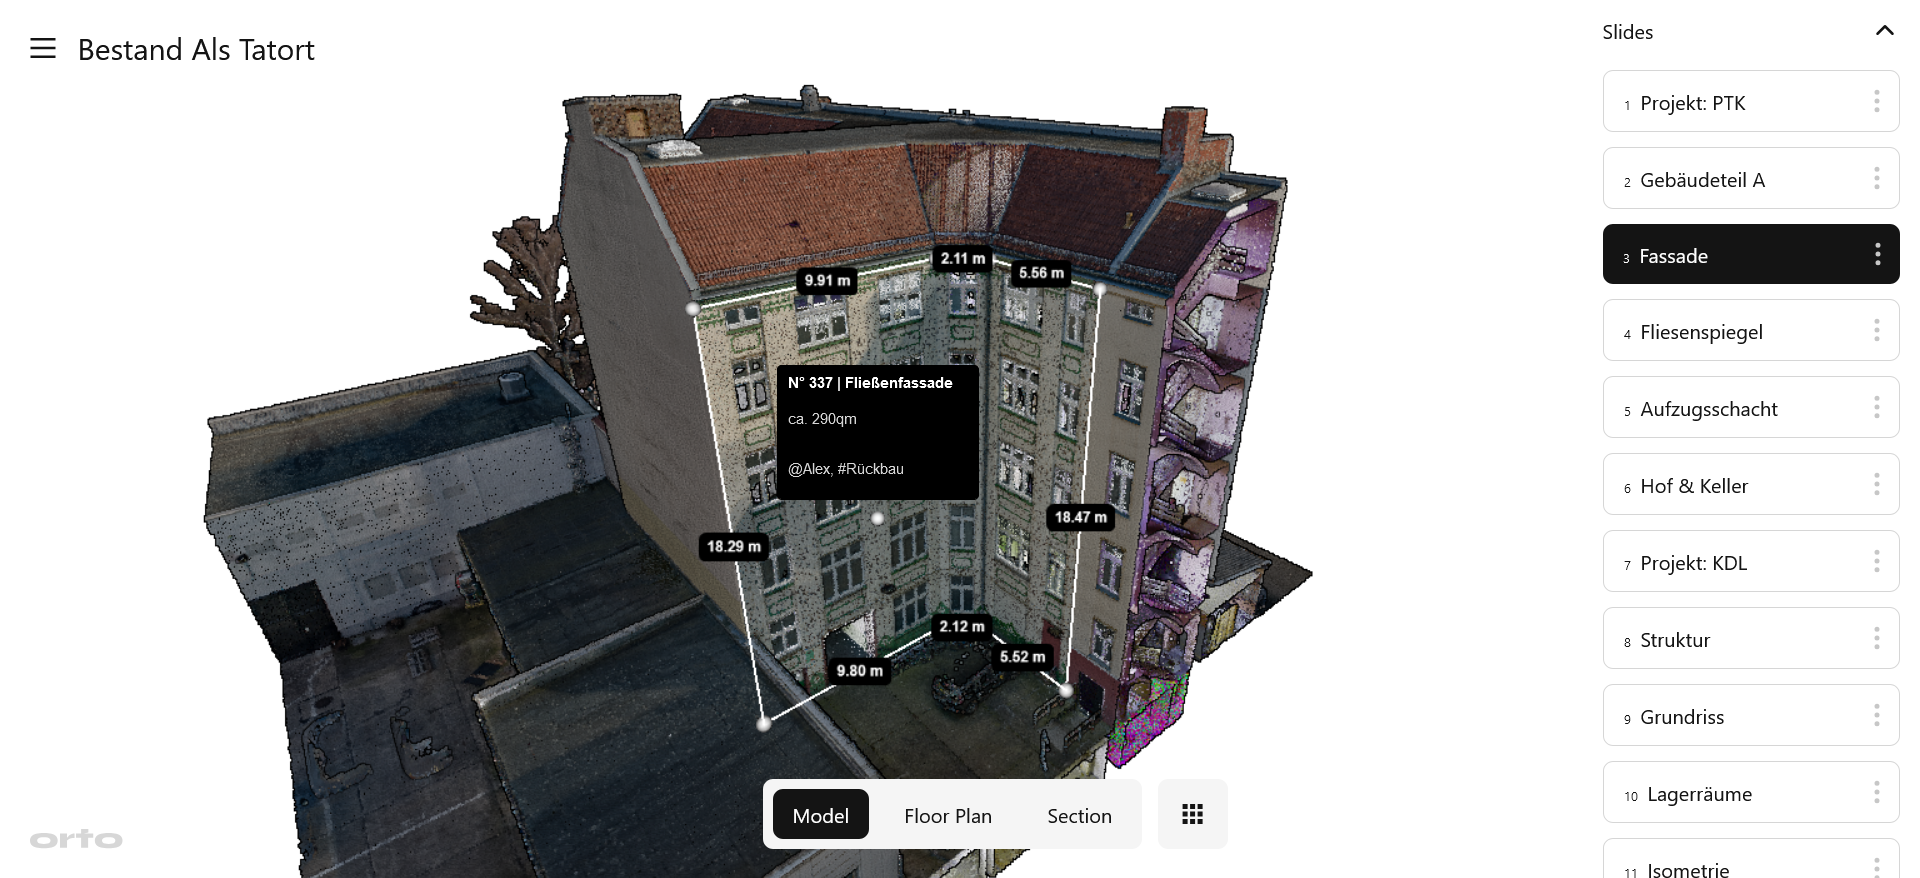 Bestand Als Tatort
Slides
1 Projekt: PTK
2 Gebäudeteil A
3 Fassade
4 Fliesenspiegel
5 Aufzugsschacht
6 Hof & Keller
7 Projekt: KDL
8 Struktur
9 Grundriss
10 Lagerräume
11 Isometrie
9.91 m
2.11 m
5.56 m
N° 337 | Fließenfassade
ca. 290qm
@Alex, #Rückbau
18.47 m
18.29 m
2.12 m
5.52 m
9.80 m
Model
Floor Plan
Section
orto